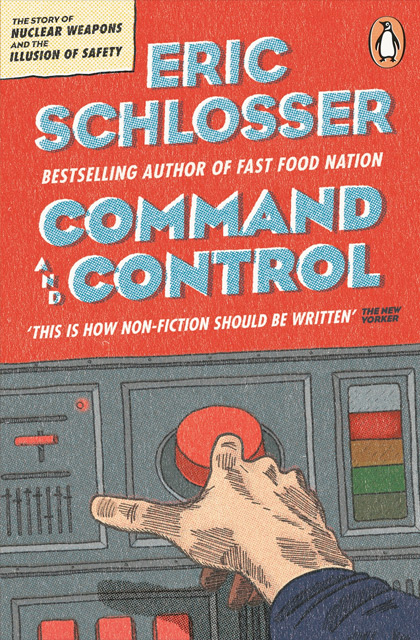 THE STORY OF
NUCLEAR WEAPONS
AND THE
ILLUSION OF SAFETY
ERIC
SCHLOSSER
BESTSELLING AUTHOR OF FAST FOOD NATION
COMMAND
AND CONTROL
'THIS IS HOW NON-FICTION SHOULD BE WRITTEN' THE NEW
YORKER